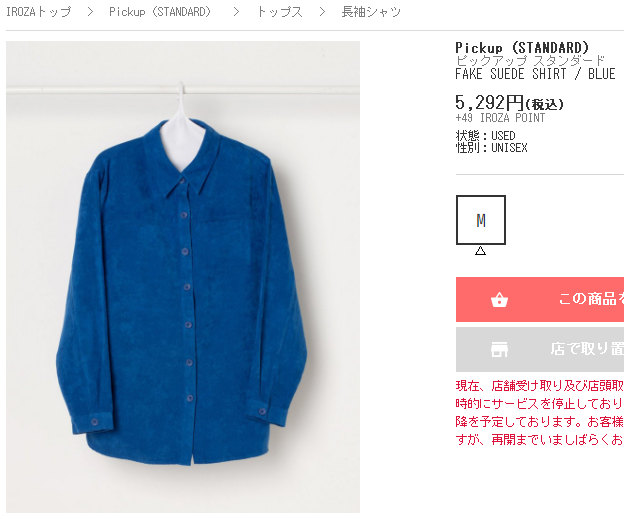 IROZAトップ > Pickup (STANDARD) > トップス > 長袖シャツ
Pickup (STANDARD)
ピックアップ スタンダード
FAKE SUEDE SHIRT / BLUE
5,292円(税込)
+49 IROZA POINT
状態：USED
性別：UNISEX
M
この商品を
店で取り置
現在、店舗受け取り及び店頭取
時的にサービスを停止しており
降を予定しております。お客様
すが、再開までいましばらくお